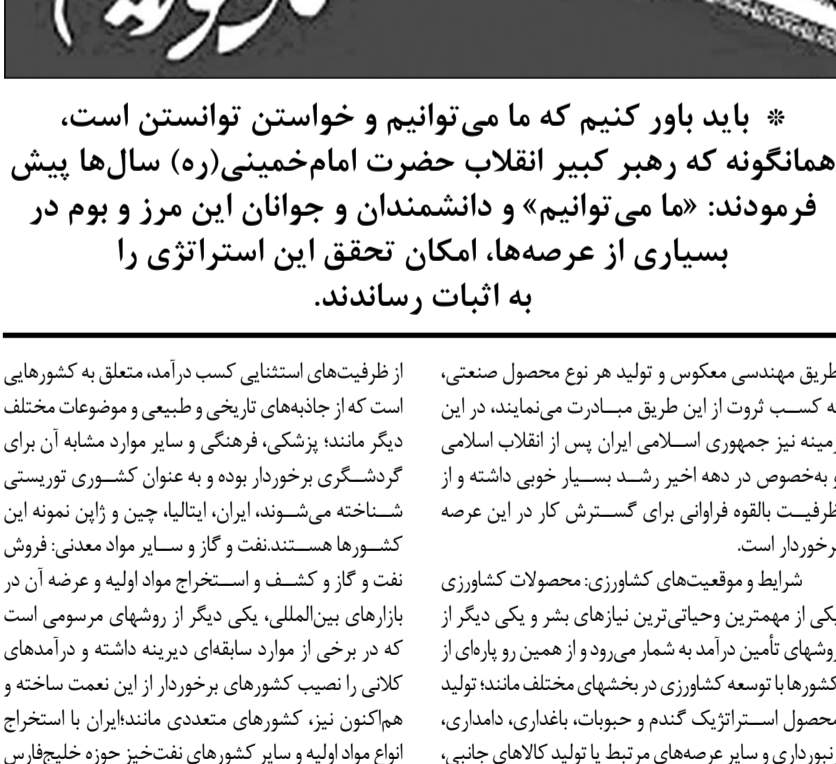 * باید باور کنیم که ما می‌توانیم و خواستن توانستن است،
همانگونه که رهبر کبیر انقلاب حضرت امام‌خمینی(ره) سال‌ها پیش
فرمودند: «ما می‌توانیم» و دانشمندان و جوانان این مرز و بوم در
بسیاری از عرصه‌ها، امکان تحقق این استراتژی را
به اثبات رساندند.
طریق مهندسی معکوس و تولید هر نوع محصول صنعتی،
به کسب ثروت از این طریق مبادرت می‌نمایند، در این
زمینه نیز جمهوری اسلامی ایران پس از انقلاب اسلامی
و به‌خصوص در دهه اخیر رشد بسیار خوبی داشته و از
ظرفیت بالقوه فراوانی برای گسترش کار در این عرصه
برخوردار است.
شرایط و موقعیت‌های کشاورزی: محصولات کشاورزی
یکی از مهمترین وحیاتی‌ترین نیازهای بشر و یکی دیگر از
روشهای تأمین درآمد به شمار می‌رود و از همین رو پاره‌ای از
کشورها با توسعه کشاورزی در بخشهای مختلف مانند؛ تولید
محصول استراتژیک گندم و حبوبات، باغداری، دامداری،
زنبورداری و سایر عرصه‌های مرتبط یا تولید کالاهای جانبی،
از ظرفیت‌های استثنایی کسب درآمد، متعلق به کشورهایی
است که از جاذبه‌های تاریخی و طبیعی و موضوعات مختلف
دیگر مانند؛ پزشکی، فرهنگی و سایر موارد مشابه آن برای
گردشگری برخوردار بوده و به عنوان کشوری توریستی
شناخته می‌شوند، ایران، ایتالیا، چین و ژاپن نمونه این
کشورها هستند.نفت و گاز و سایر مواد معدنی: فروش
نفت و گاز و کشف و استخراج مواد اولیه و عرضه آن در
بازارهای بین‌المللی، یکی دیگر از روشهای مرسومی است
که در برخی از موارد سابقه‌ای دیرینه داشته و درآمدهای
کلانی را نصیب کشورهای برخوردار از این نعمت ساخته و
هم‌اکنون نیز، کشورهای متعددی مانند؛ایران با استخراج
انواع مواد اولیه و سایر کشورهای نفت‌خیز حوزه خلیج‌فارس